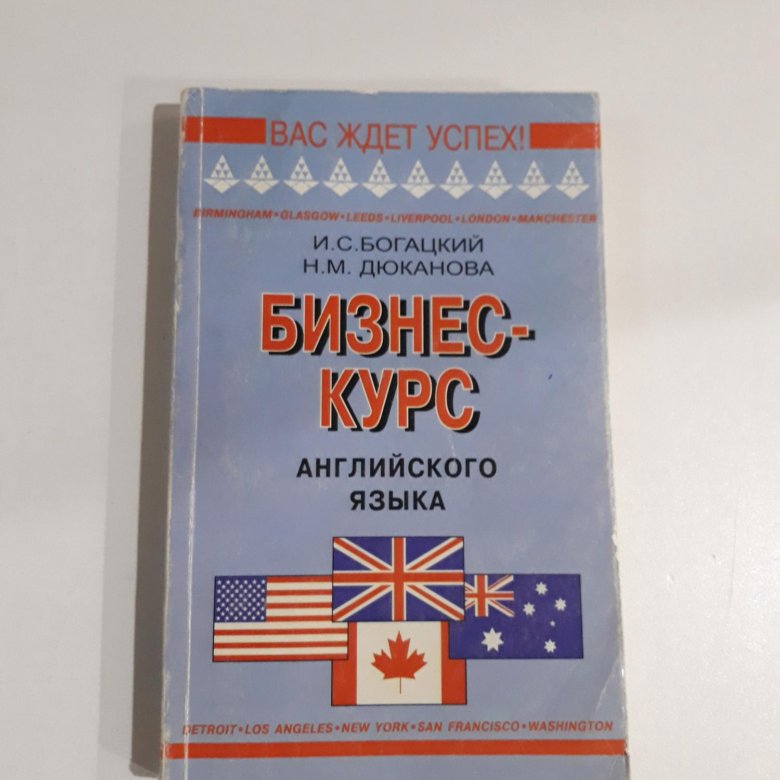 ВАС ЖДЕТ УСПЕХ!
BIRMINGHAM•GLASGOW•LEEDS•LIVERPOOL•LONDON•MANCHESTER
И.С.БОГАЦКИЙ
Н.М. ДЮКАНОВА
БИЗНЕС-
КУРС
АНГЛИЙСКОГО
ЯЗЫКА
DETROIT•LOS ANGELES•NEW YORK•SAN FRANCISCO•WASHINGTON